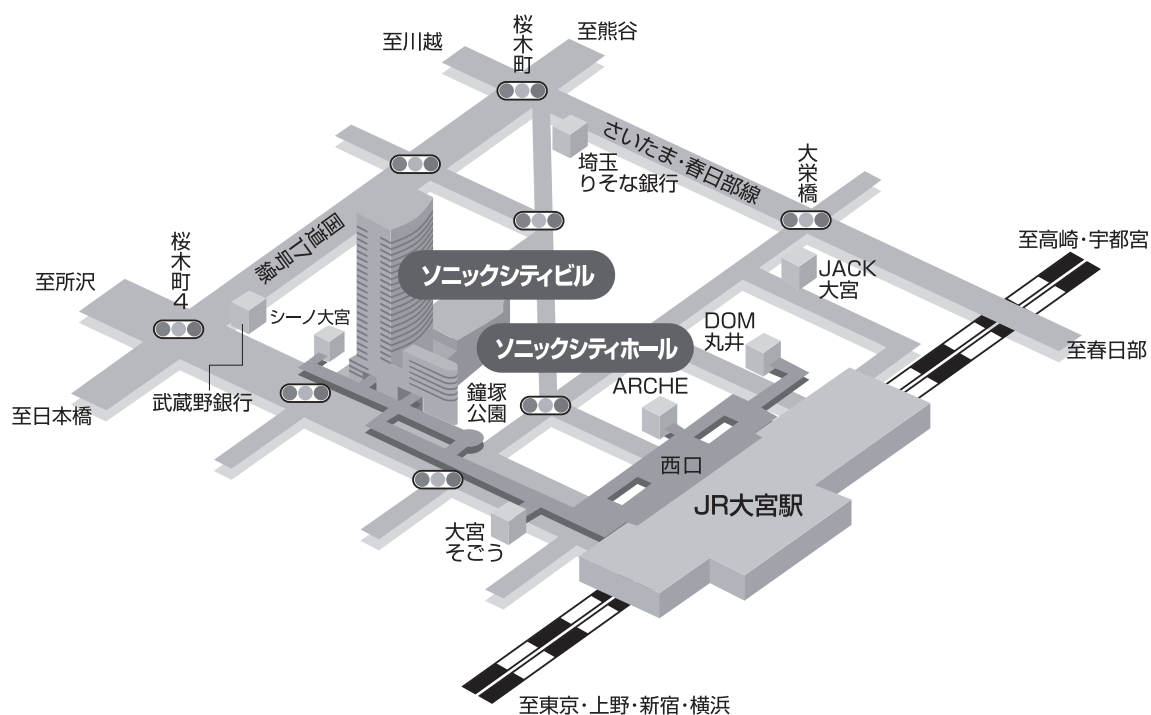 至川越
桜木町
至熊谷
さいたま・春日部線
埼玉
りそな銀行
大栄橋
至高崎・宇都宮
国道17号線
桜木町4
至所沢
ソニックシティビル
JACK
大宮
シーノ大宮
DOM
丸井
ソニックシティホール
至春日部
武蔵野銀行
至日本橋
鐘塚
公園
ARCHE
西口
JR大宮駅
大宮
そごう
至東京・上野・新宿・横浜